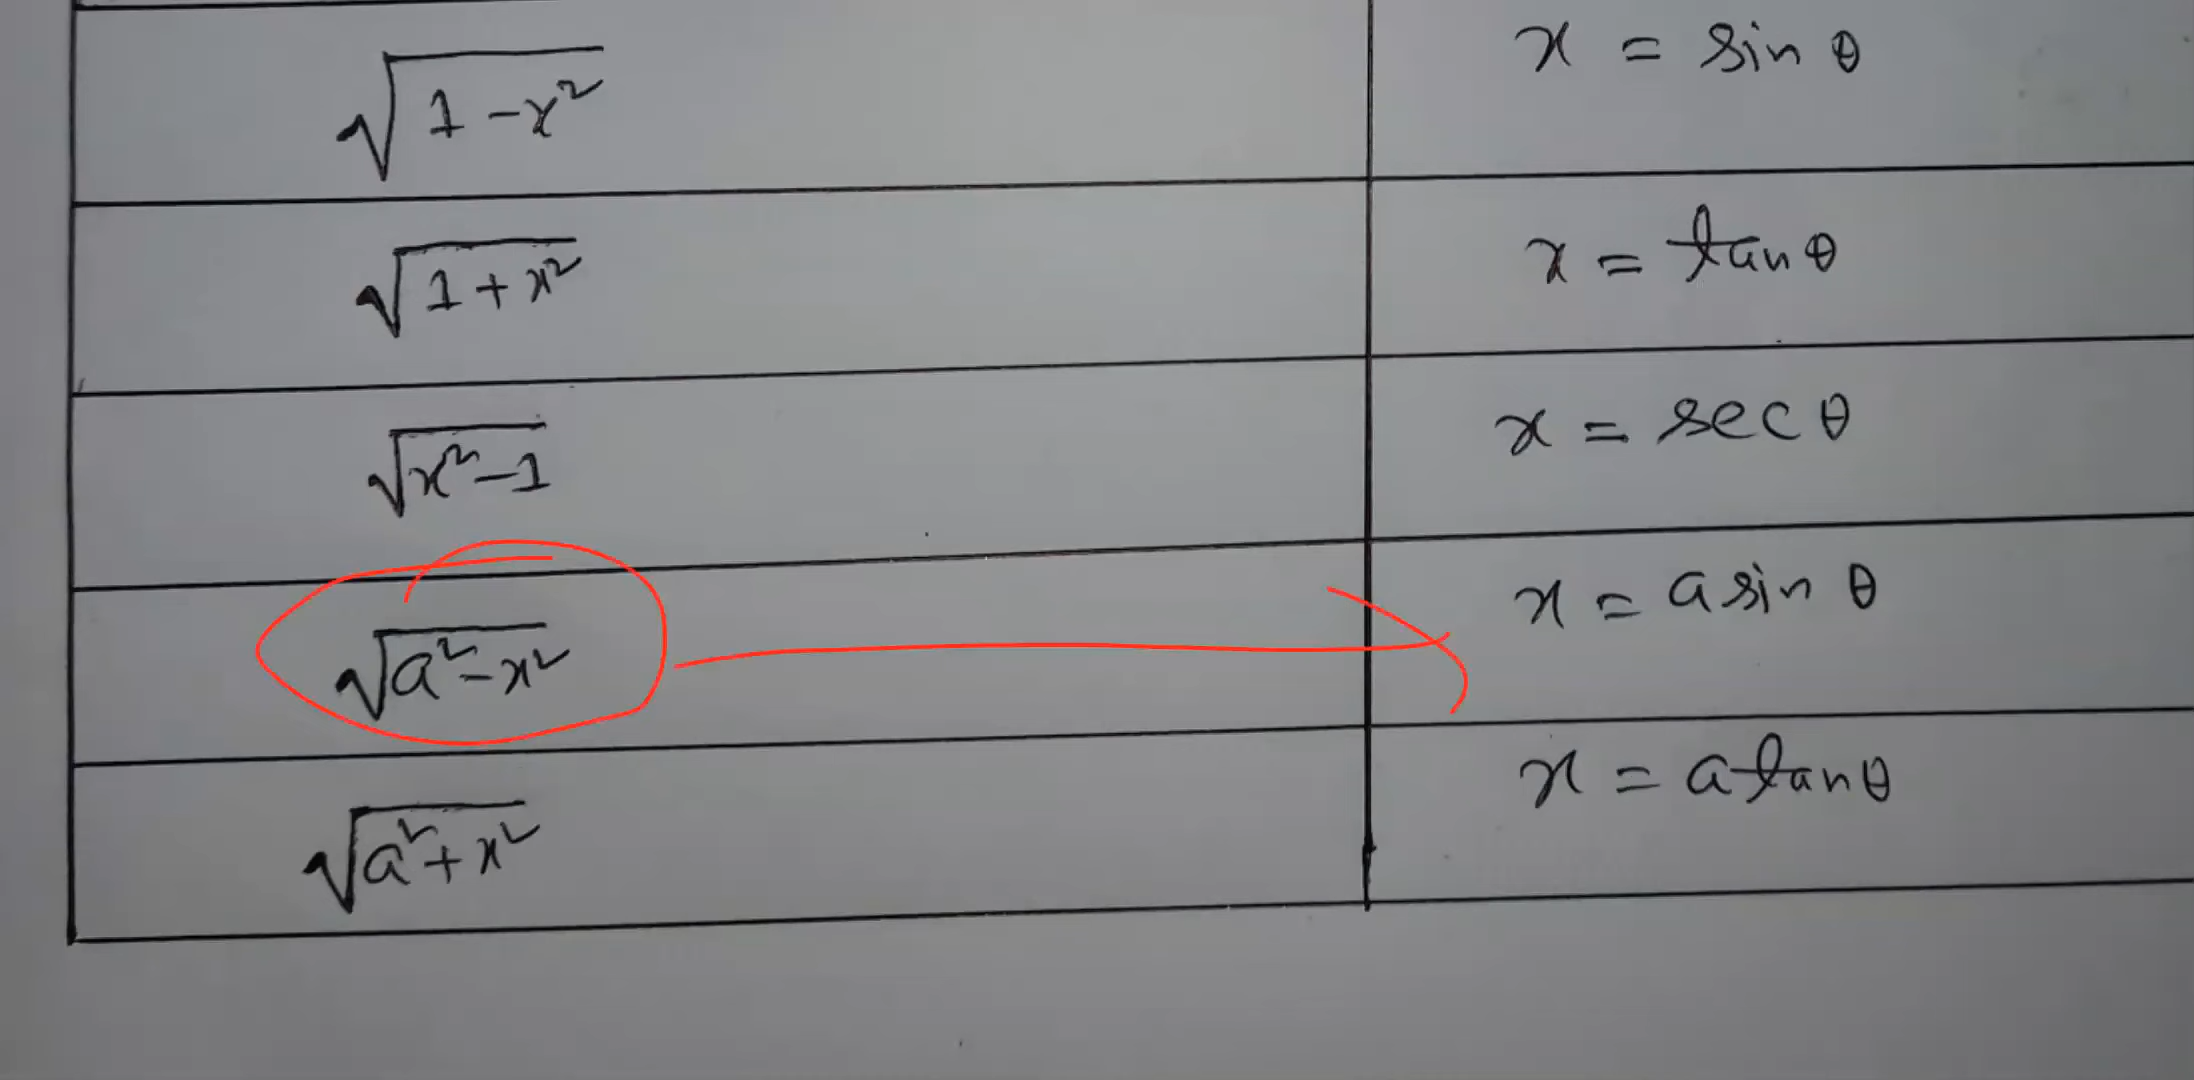 √(1-x²) x = sin θ
√(1+x²) x = tan θ
√(x²-1) x = sec θ
√(a²-x²) x = a sin θ
√(a²+x²) x = a tan θ